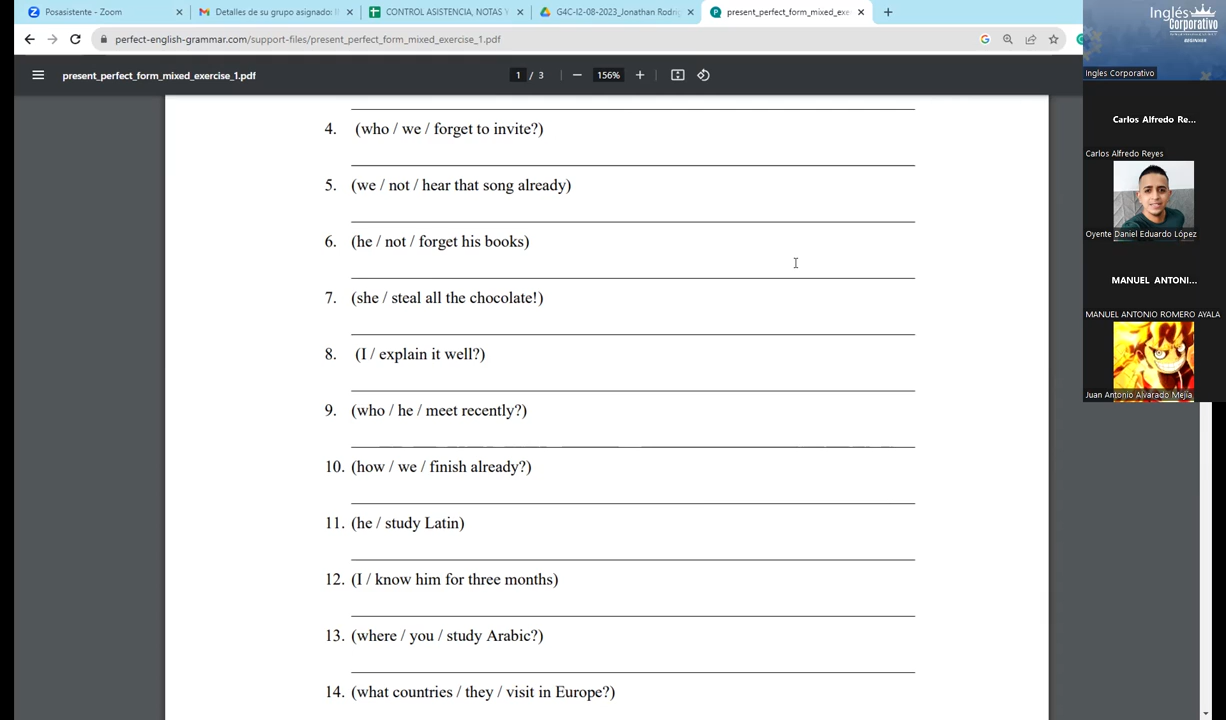 Posasistente - Zoom
Detalles de su grupo asignado: I
CONTROL ASISTENCIA, NOTAS Y
G4C-I2-08-2023_Jonathan Rodrig
present_perfect_form_mixed_exe
perfect-english-grammar.com/support-files/present_perfect_form_mixed_exercise_1.pdf
present_perfect_form_mixed_exercise_1.pdf
1 / 3
156%
4. (who / we / forget to invite?)
5. (we / not / hear that song already)
6. (he / not / forget his books)
7. (she / steal all the chocolate!)
8. (I / explain it well?)
9. (who / he / meet recently?)
10. (how / we / finish already?)
11. (he / study Latin)
12. (I / know him for three months)
13. (where / you / study Arabic?)
14. (what countries / they / visit in Europe?)
Inglés
Corporativo
BEGINNER
Ingles Corporativo
Carlos Alfredo Re...
Carlos Alfredo Reyes
Oyente Daniel Eduardo López
MANUEL ANTONI...
MANUEL ANTONIO ROMERO AYALA
Juan Antonio Alvarado Mejía